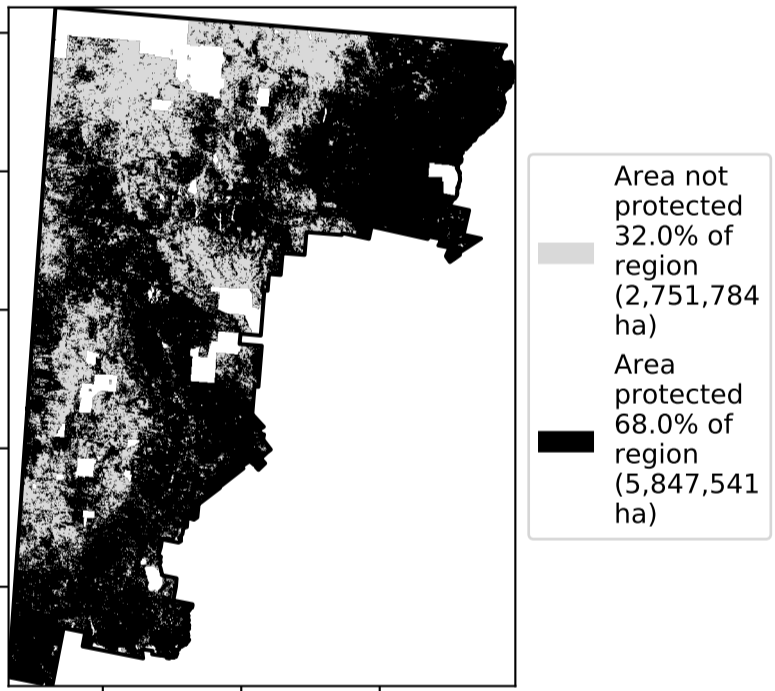 Area not
protected
32.0% of
region
(2,751,784
ha)
Area
protected
68.0% of
region
(5,847,541
ha)